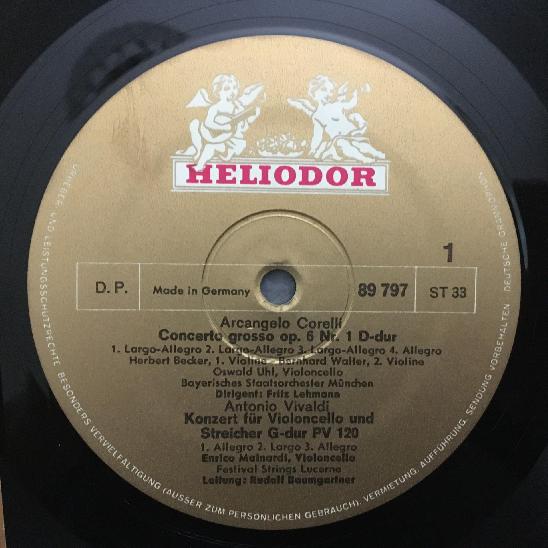 HELIODOR
1
D.P. Made in Germany 89 797 ST 33
Arcangelo Corelli
Concerto grosso op. 6 Nr. 1 D-dur
1. Largo-Allegro 2. Largo-Allegro 3. Largo-Allegro 4. Allegro
Herbert Becker, 1. Violine Bernhard Walter, 2. Violine
Oswald Uhl, Violoncello
Bayerisches Staatsorchester München
Dirigent: Fritz Lehmann
Antonio Vivaldi
Konzert für Violoncello und
Streicher G-dur PV 120
1. Allegro 2. Largo 3. Allegro
Enrico Mainardi, Violoncello
Festival Strings Lucerne
Leitung: Rudolf Baumgartner
URHEBER- UND LEISTUNGSSCHUTZRECHTE BESONDERS VERVIELFÄLTIGUNG (AUSSER ZUM PERSÖNLICHEN GEBRAUCH), VERMIETUNG, AUFFÜHRUNG, SENDUNG VORBEHALTEN DEUTSCHE GRAMMOPHON